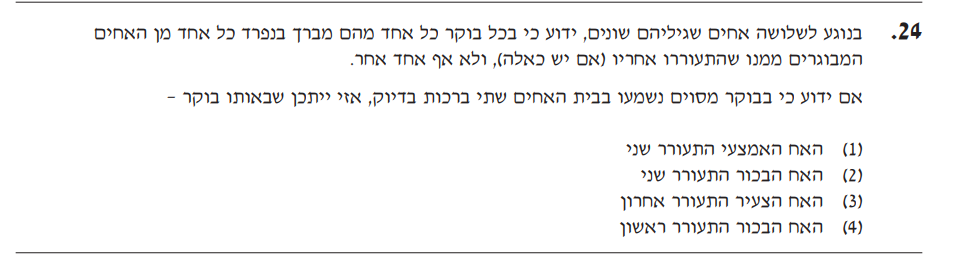 24. בנוגע לשלושה אחים שגיליהם שונים, ידוע כי בכל בוקר כל אחד מהם מברך בנפרד כל אחד מן האחים
המבוגרים ממנו שהתעוררו אחריו (אם יש כאלה), ולא אף אחד אחר.
אם ידוע כי בבוקר מסוים נשמעו בבית האחים שתי ברכות בדיוק, אזי ייתכן שבאותו בוקר –
(1) האח האמצעי התעורר שני
(2) האח הבכור התעורר שני
(3) האח הצעיר התעורר אחרון
(4) האח הבכור התעורר ראשון